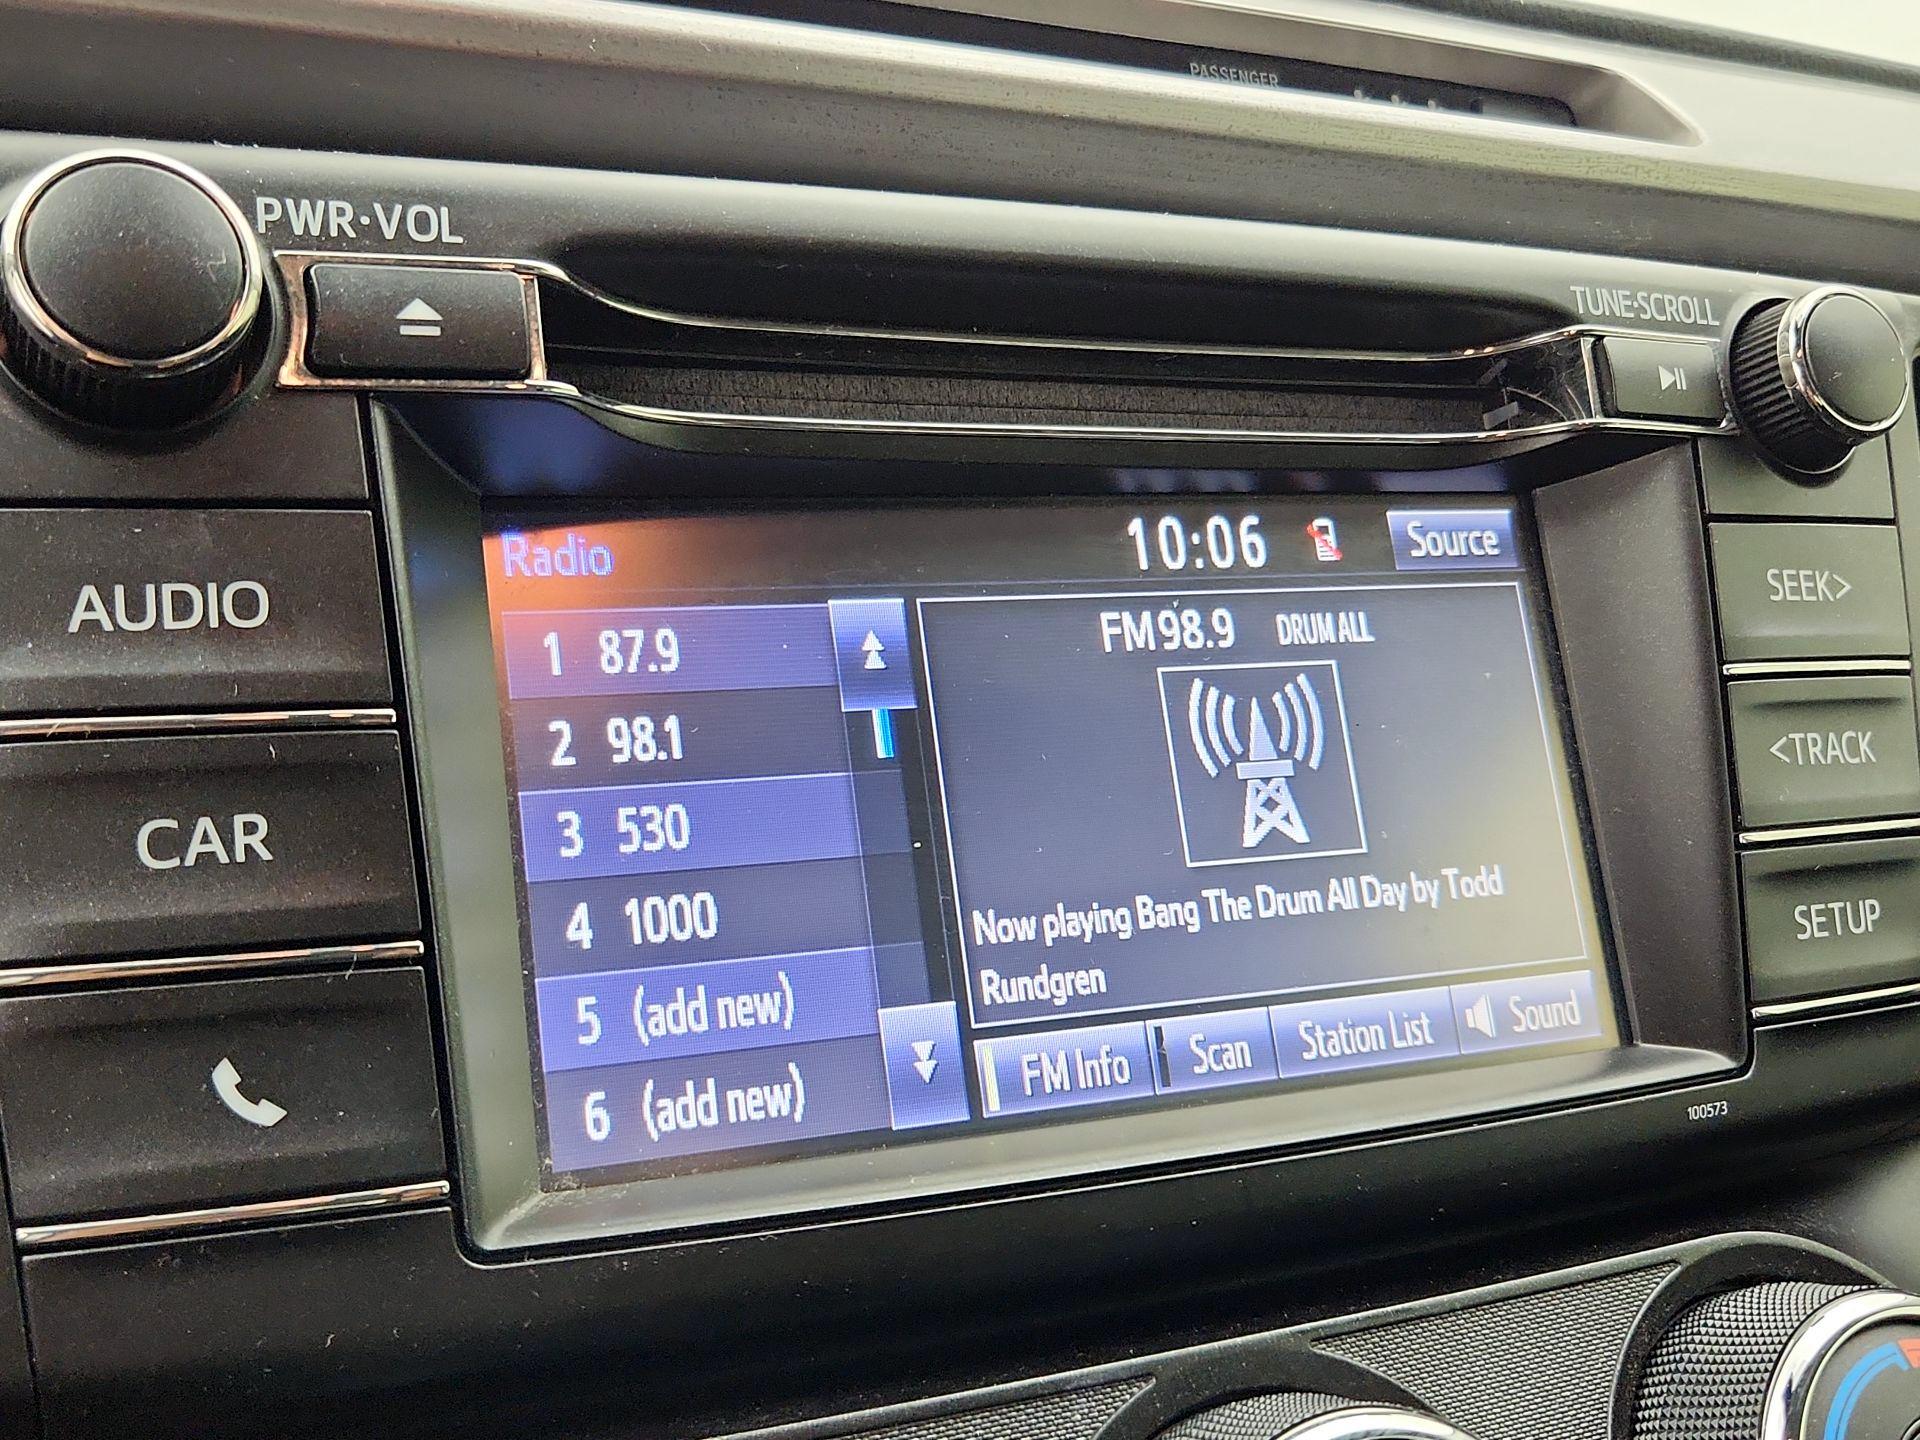 PASSENGER
PWR•VOL
TUNE•SCROLL
AUDIO
CAR
Radio
10:06
Source
1 87.9
2 98.1
3 530
4 1000
5 (add new)
6 (add new)
FM98.9 DRUM ALL
Now playing Bang The Drum All Day by Todd
Rundgren
FM Info
Scan
Station List
Sound
SEEK>
<TRACK
SETUP
100573